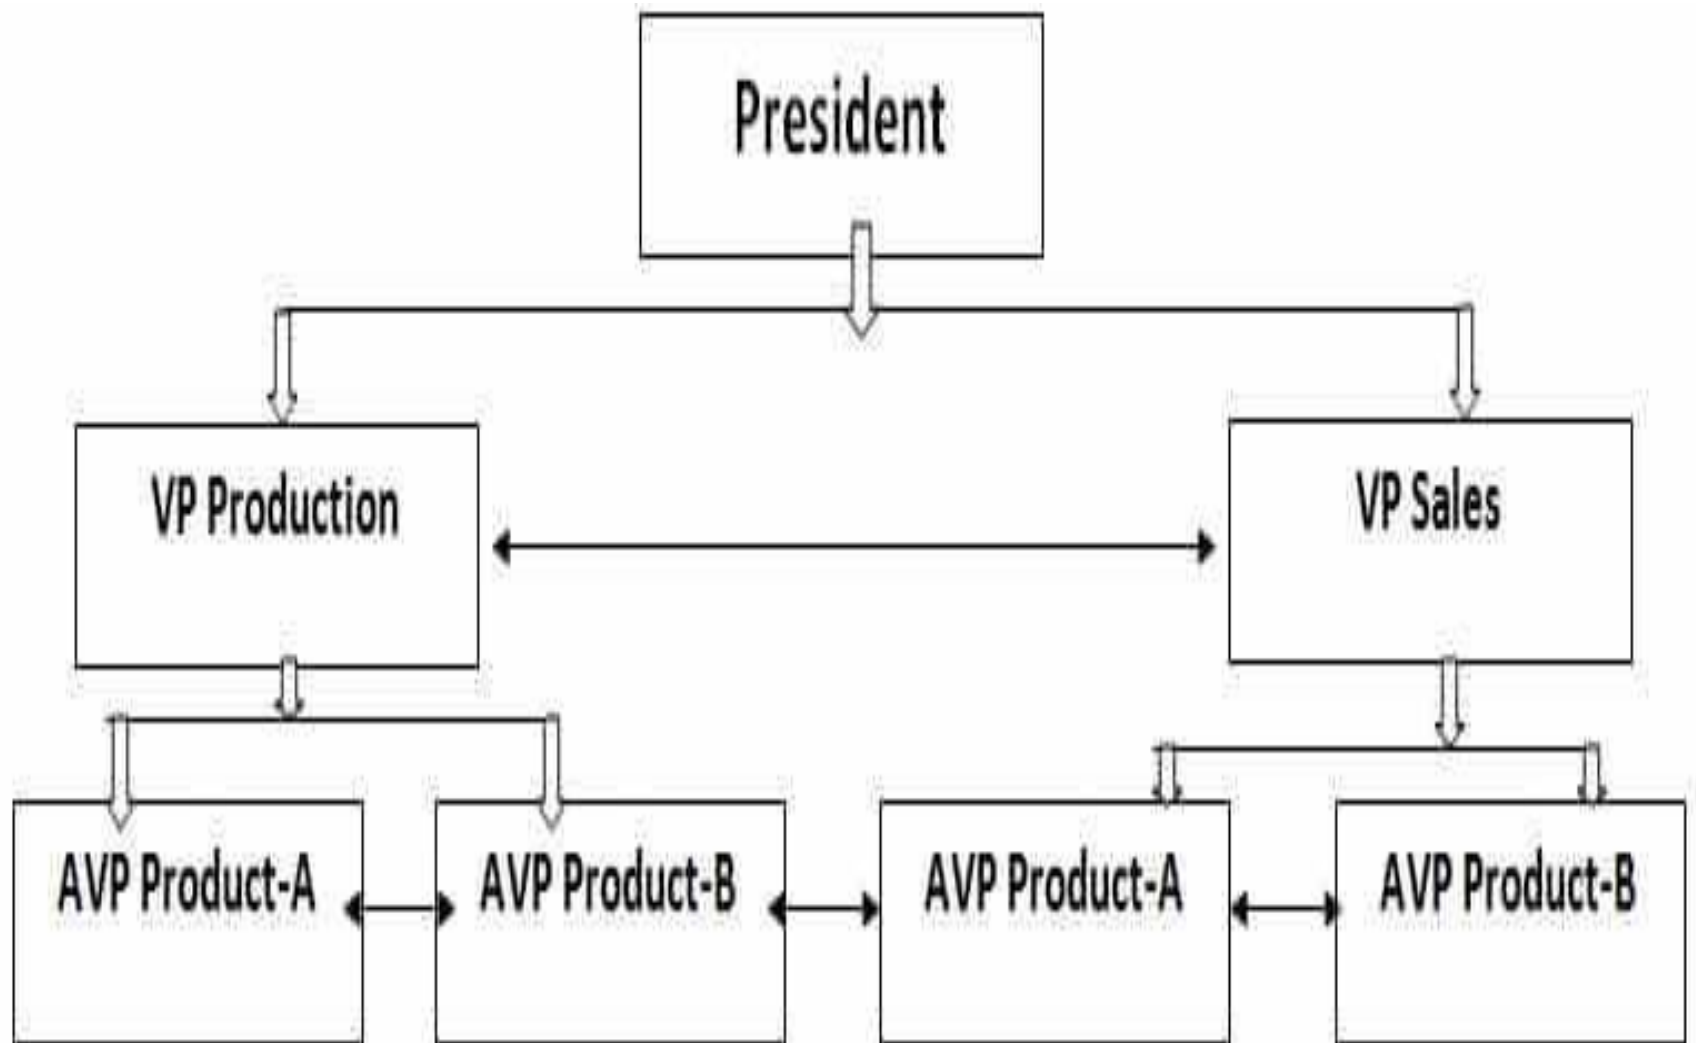 President
VP Production
VP Sales
AVP Product-A
AVP Product-B
AVP Product-A
AVP Product-B